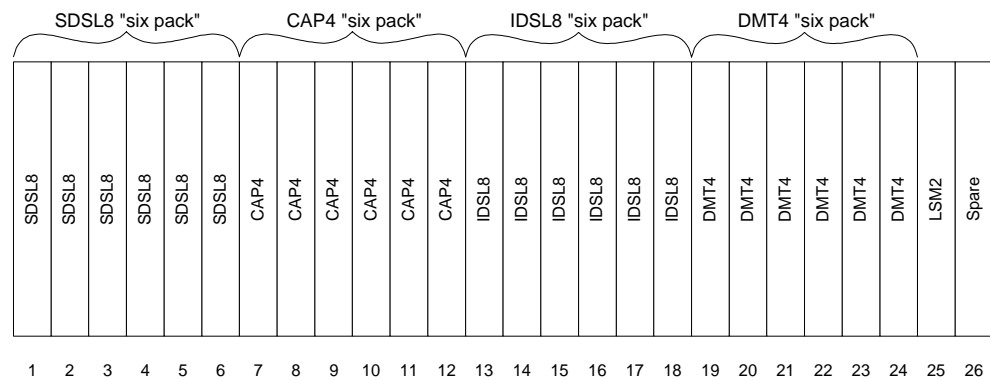 SDSL8 "six pack" CAP4 "six pack" IDSL8 "six pack" DMT4 "six pack"
SDSL8 SDSL8 SDSL8 SDSL8 SDSL8 SDSL8 CAP4 CAP4 CAP4 CAP4 CAP4 CAP4 IDSL8 IDSL8 IDSL8 IDSL8 IDSL8 IDSL8 DMT4 DMT4 DMT4 DMT4 DMT4 DMT4 LSM2 Spare
1 2 3 4 5 6 7 8 9 10 11 12 13 14 15 16 17 18 19 20 21 22 23 24 25 26